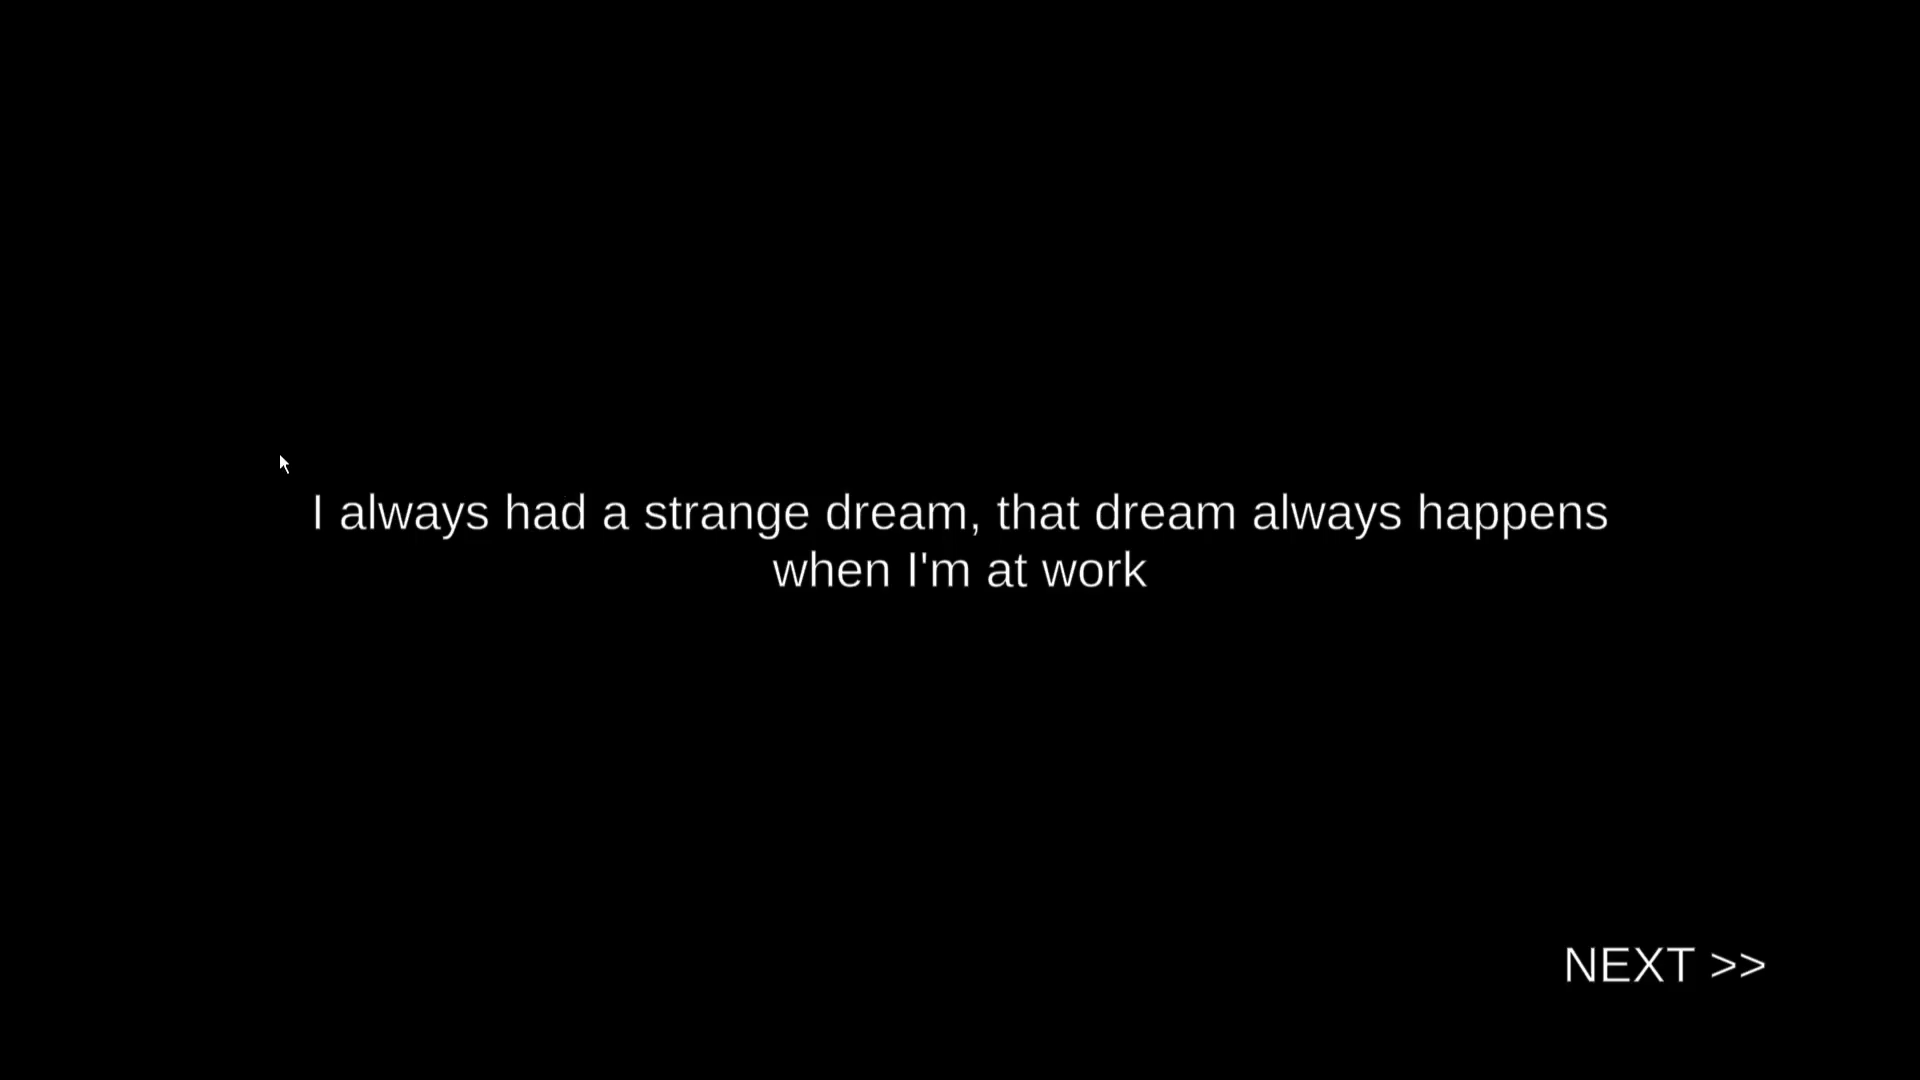 I always had a strange dream, that dream always happens
when I'm at work
NEXT >>